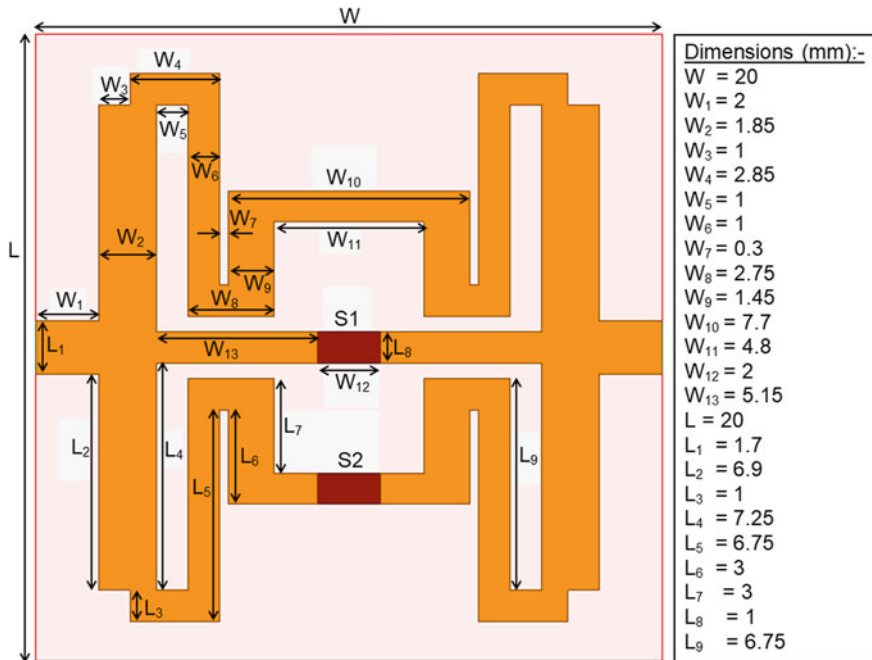 W
W₄
W₃
W₅
W₆
W₁₀
W₇
W₁₁
L
W₂
W₉
W₈
W₁
S1
L₁
W₁₃
L₈
W₁₂
L₂
L₄
L₇
L₉
S2
L₆
L₅
L₃
Dimensions (mm):-
W = 20
W₁ = 2
W₂ = 1.85
W₃ = 1
W₄ = 2.85
W₅ = 1
W₆ = 1
W₇ = 0.3
W₈ = 2.75
W₉ = 1.45
W₁₀ = 7.7
W₁₁ = 4.8
W₁₂ = 2
W₁₃ = 5.15
L = 20
L₁ = 1.7
L₂ = 6.9
L₃ = 1
L₄ = 7.25
L₅ = 6.75
L₆ = 3
L₇ = 3
L₈ = 1
L₉ = 6.75